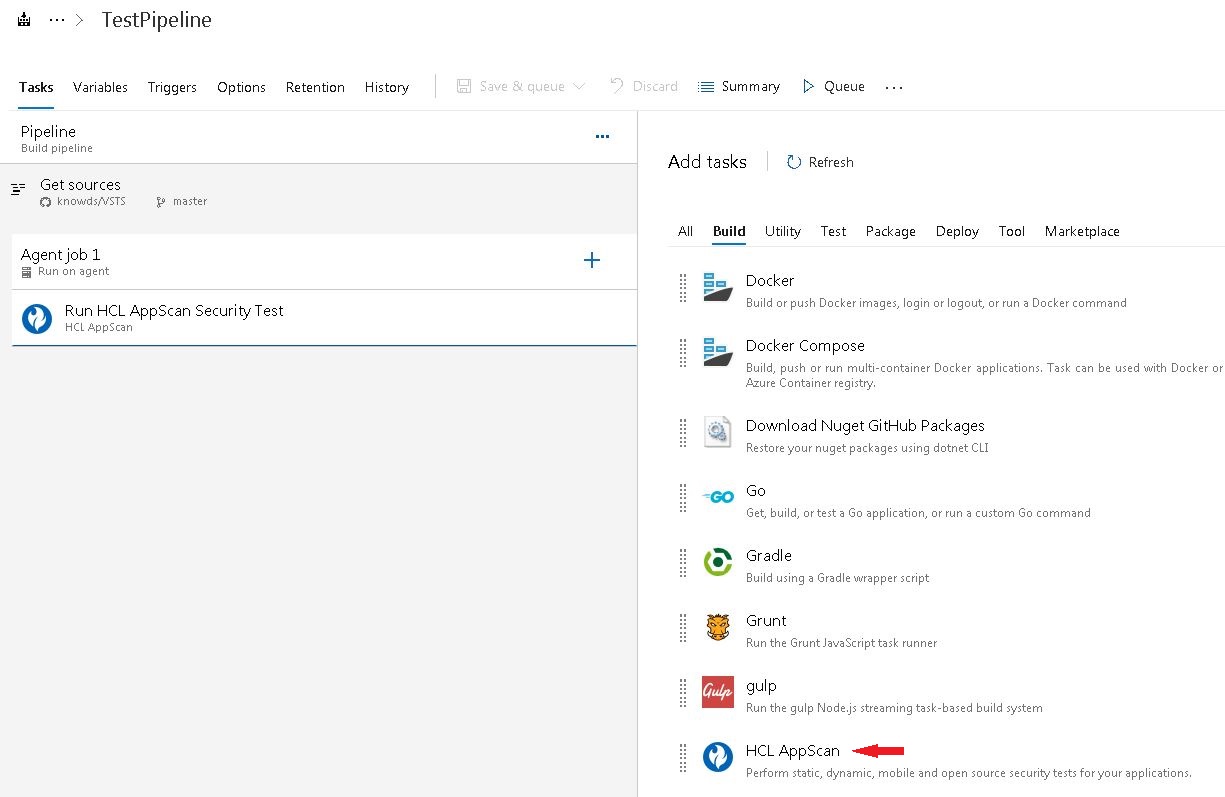 ... > TestPipeline
Tasks Variables Triggers Options Retention History Save & queue Discard Summary Queue ...
Pipeline
Build pipeline
...
Get sources
knowds/VSTS master
Agent job 1
Run on agent
+
Run HCL AppScan Security Test
HCL AppScan
Add tasks Refresh
All Build Utility Test Package Deploy Tool Marketplace
Docker
Build or push Docker images, login or logout, or run a Docker command
Docker Compose
Build, push or run multi-container Docker applications. Task can be used with Docker or
Azure Container registry.
Download Nuget GitHub Packages
Restore your nuget packages using dotnet CLI
GO
Go
Get, build, or test a Go application, or run a custom Go command
Gradle
Build using a Gradle wrapper script
Grunt
Run the Grunt JavaScript task runner
Gulp
gulp
Run the gulp Node.js streaming task-based build system
HCL AppScan
Perform static, dynamic, mobile and open source security tests for your applications.